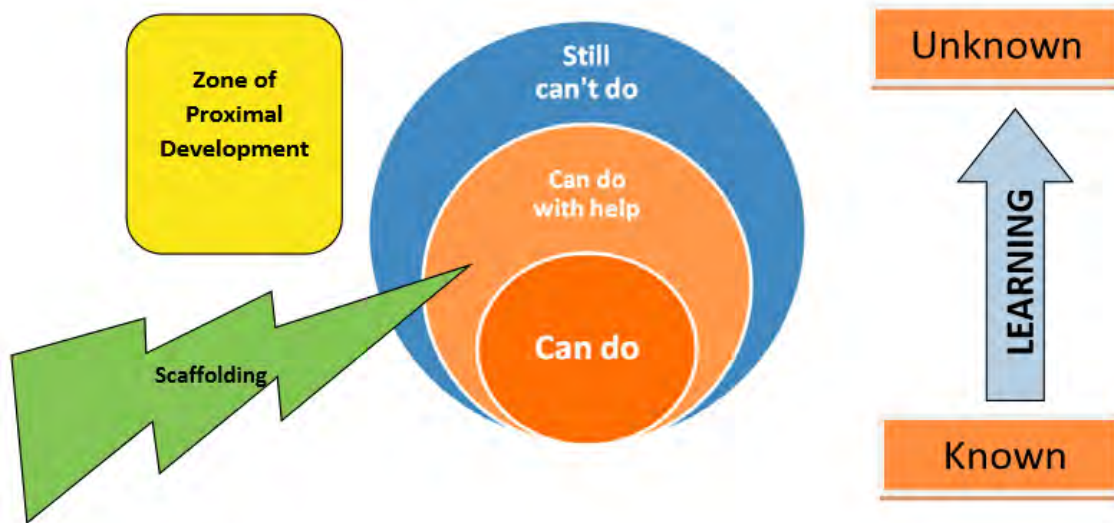 Zone of
Proximal
Development
Still
can't do
Can do
with help
Can do
Scaffolding
Unknown
LEARNING
Known